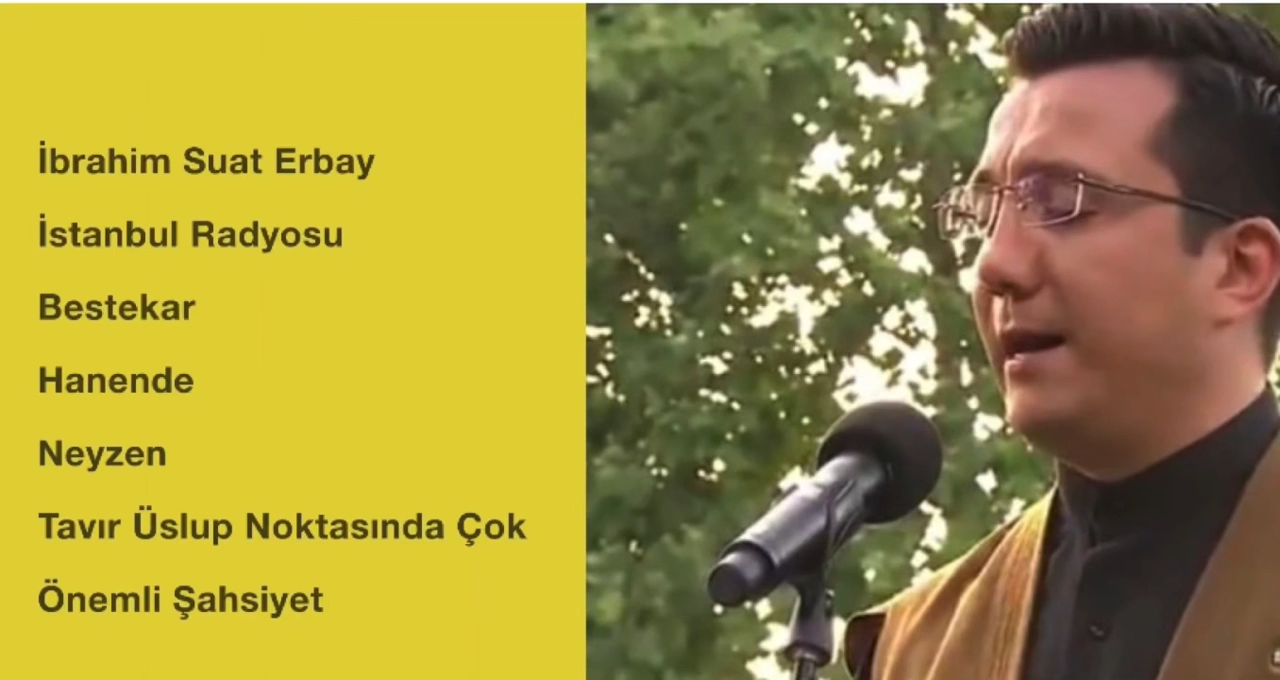 İbrahim Suat Erbay
İstanbul Radyosu
Bestekar
Hanende
Neyzen
Tavır Üslup Noktasında Çok
Önemli Şahsiyet